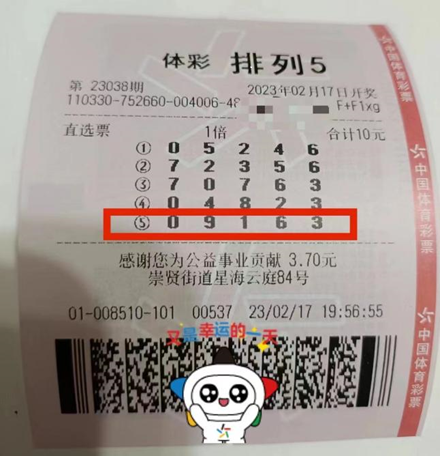 体彩 排列5
第 23038期 2023年02月17日开奖
110330-752660-004006-48 F+F1xg
直选票 1倍 合计10元
① 0 5 2 4 6
② 7 2 3 5 6
③ 7 0 7 6 3
④ 0 4 8 2 3
⑤ 0 9 1 6 3
感谢您为公益事业贡献 3.70元
崇贤街道星海云庭84号
01-008510-101 00537 23/02/17 19:56:55
又是幸运的一天
中国体育彩票
中国体育彩票
中国体育彩票